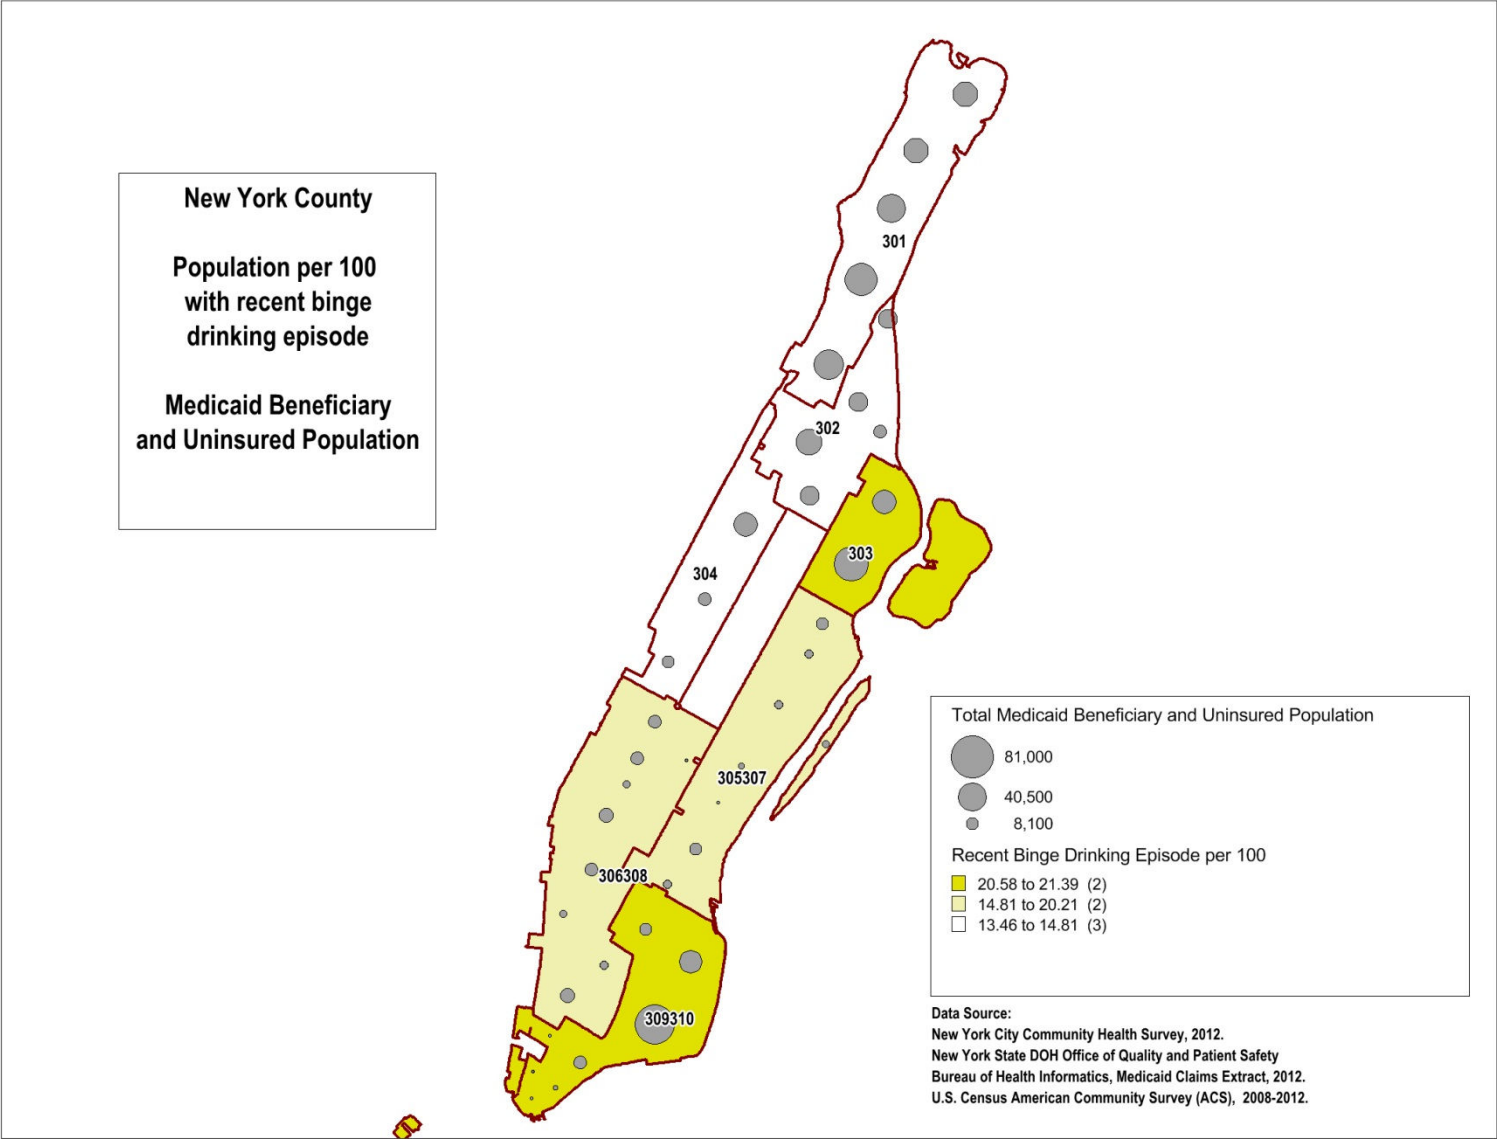 New York County
Population per 100
with recent binge
drinking episode
Medicaid Beneficiary
and Uninsured Population
301
302
303
304
305307
306308
309310
Total Medicaid Beneficiary and Uninsured Population
81,000
40,500
8,100
Recent Binge Drinking Episode per 100
20.58 to 21.39 (2)
14.81 to 20.21 (2)
13.46 to 14.81 (3)
Data Source:
New York City Community Health Survey, 2012.
New York State DOH Office of Quality and Patient Safety
Bureau of Health Informatics, Medicaid Claims Extract, 2012.
U.S. Census American Community Survey (ACS), 2008-2012.